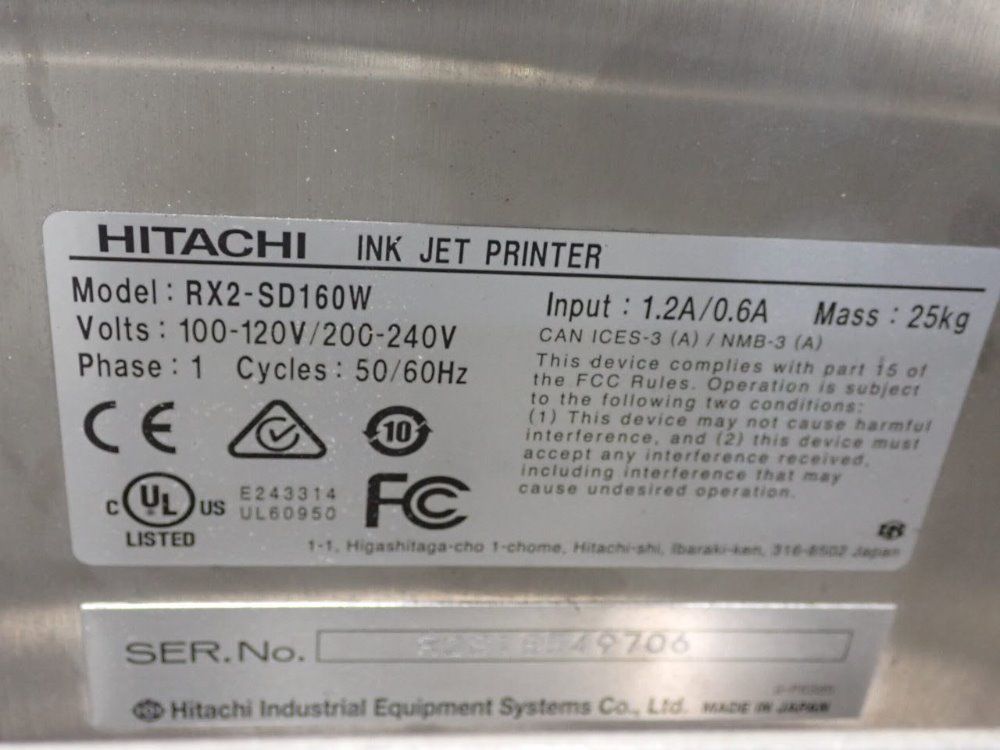 HITACHI INK JET PRINTER
Model : RX2-SD160W
Volts : 100-120V/200-240V
Phase : 1 Cycles : 50/60Hz
Input : 1.2A/0.6A Mass : 25kg
CAN ICES-3 (A) / NMB-3 (A)
This device complies with part 15 of
the FCC Rules. Operation is subject
to the following two conditions:
(1) This device may not cause harmful
interference, and (2) this device must
accept any interference received,
including interference that may
cause undesired operation.
CE
10
C UL US
LISTED
E243314
UL60950
FC
1-1, Higashitaga-cho 1-chome, Hitachi-shi, Ibaraki-ken, 316-8502 Japan
SER.No.
Hitachi Industrial Equipment Systems Co., Ltd. MADE IN JAPAN